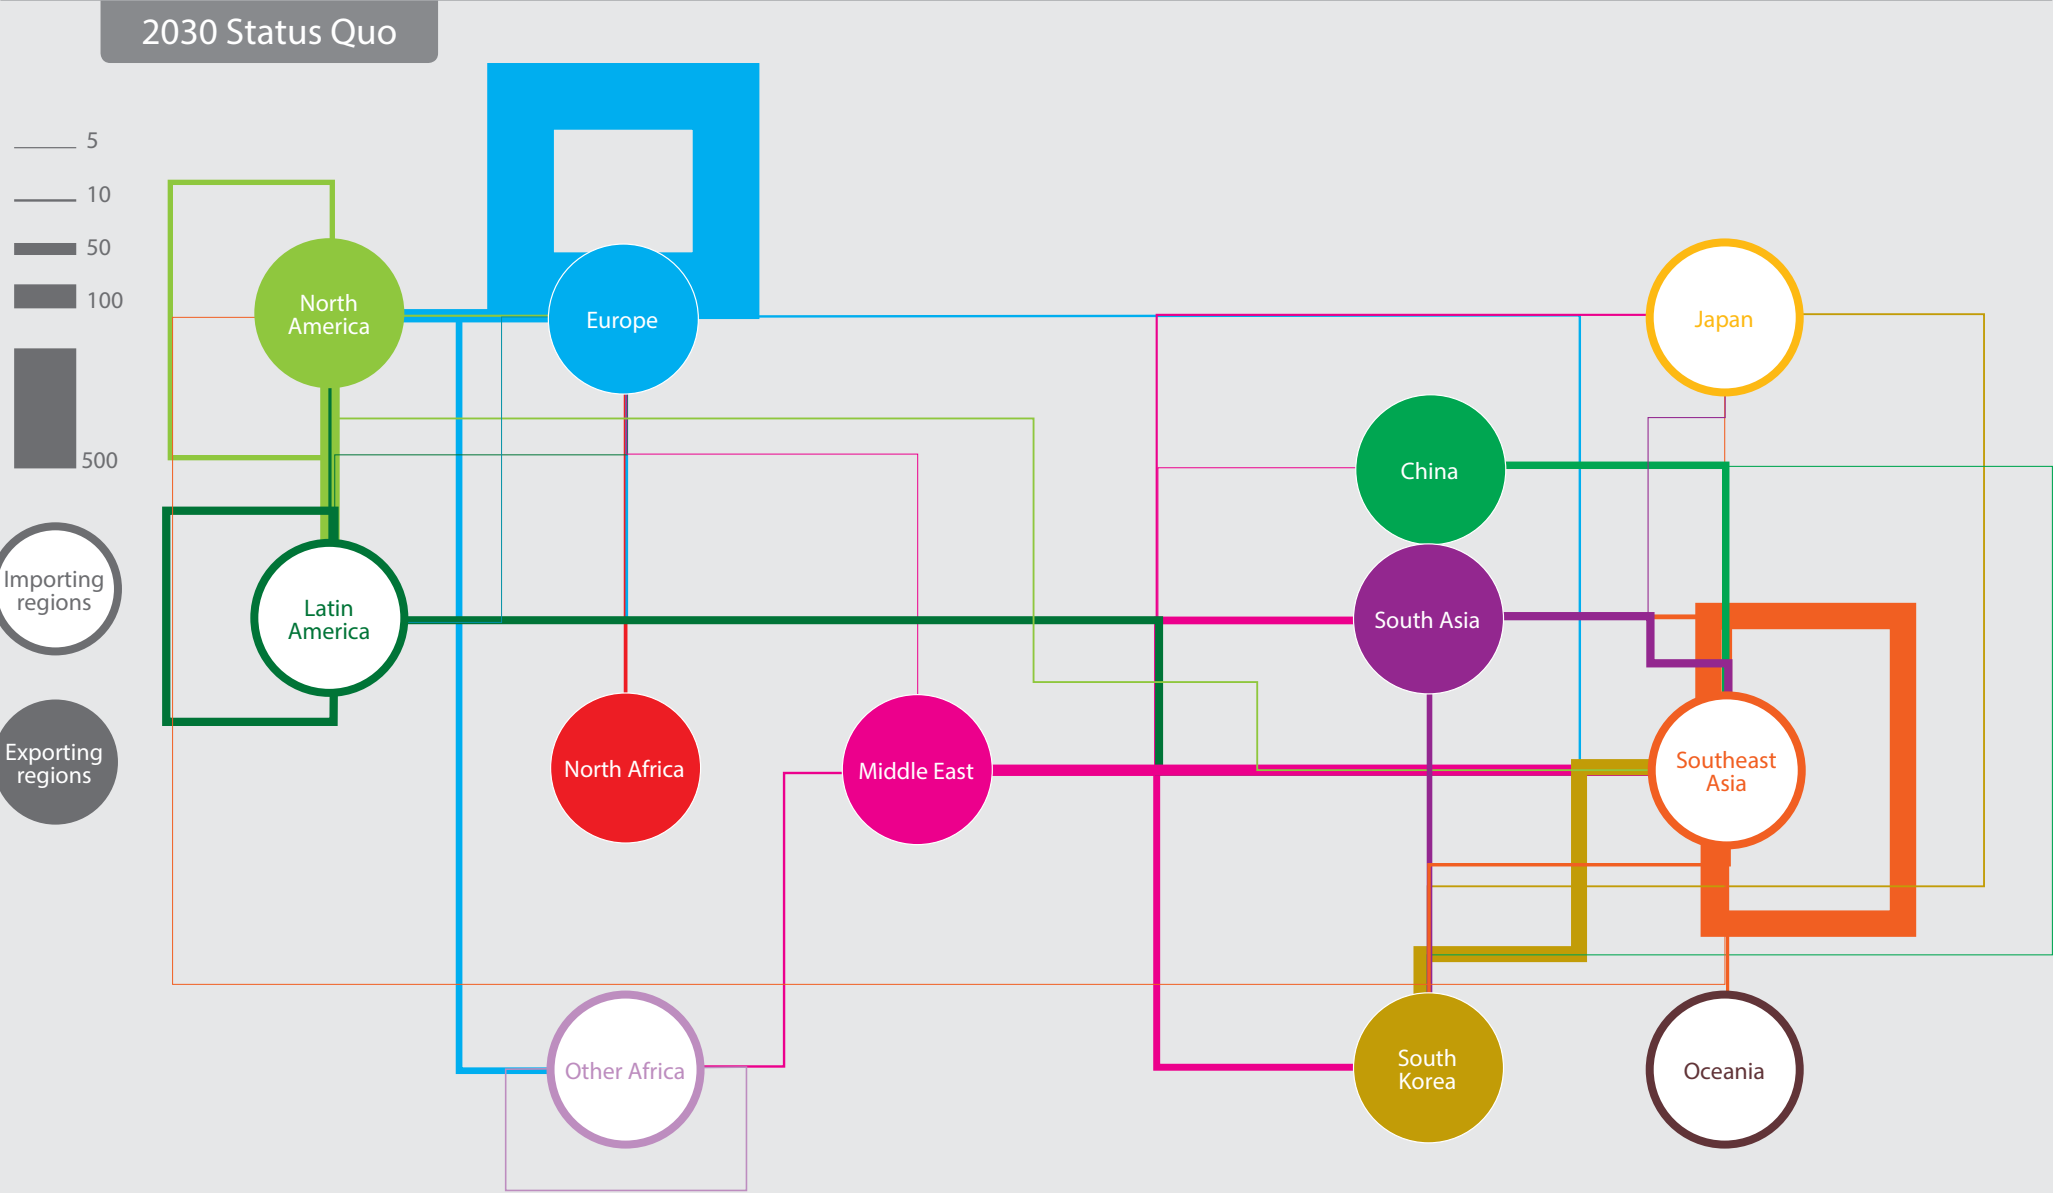 2030 Status Quo
5
10
50
100
500
Importing
regions
Exporting
regions
North
America
Europe
Japan
China
Latin
America
South Asia
North Africa
Middle East
Southeast
Asia
Other Africa
South
Korea
Oceania